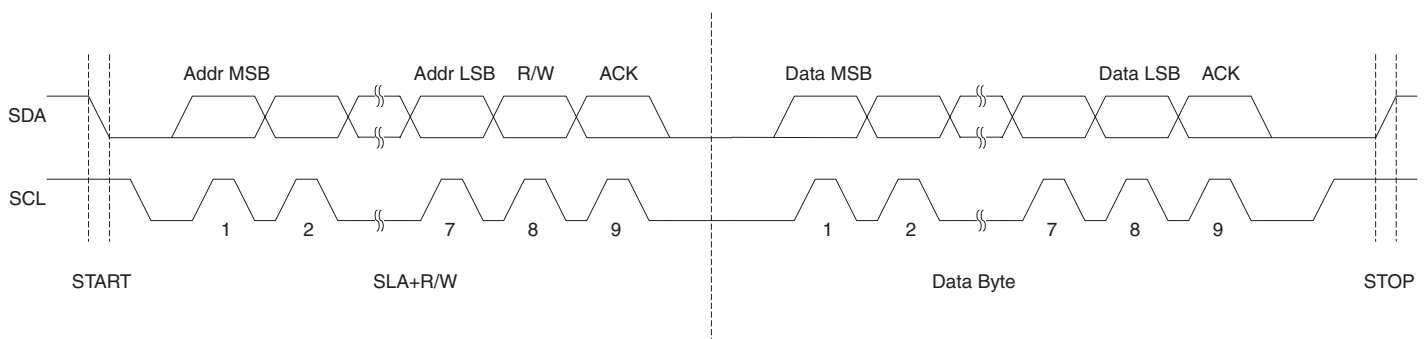 Addr MSB Addr LSB R/W ACK Data MSB Data LSB ACK
SDA
SCL
1 2 7 8 9 1 2 7 8 9
START SLA+R/W Data Byte STOP